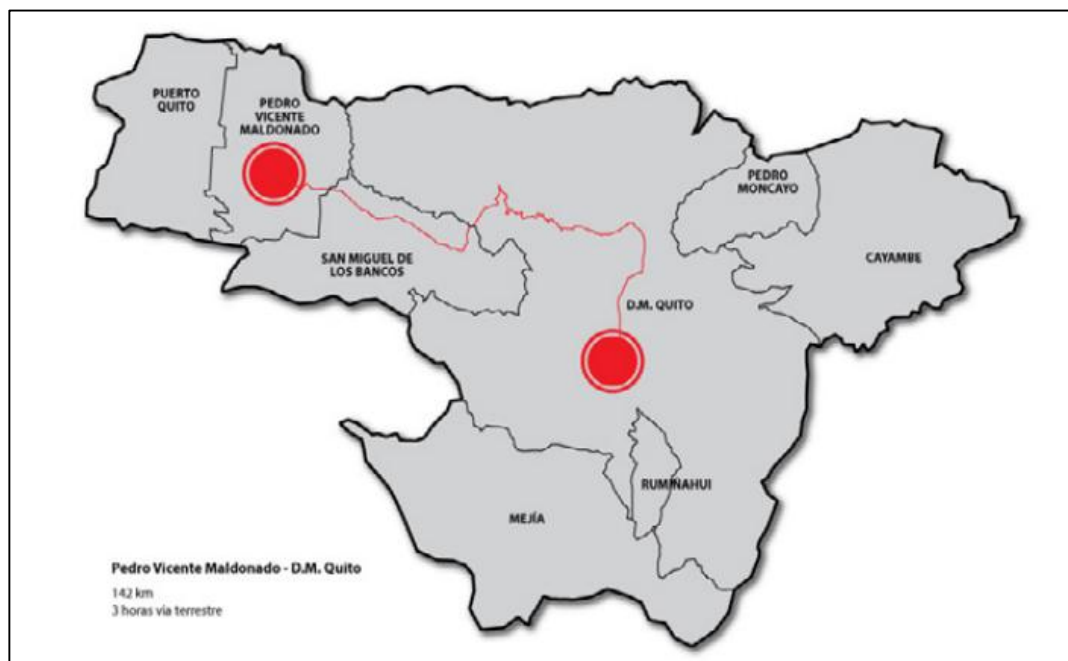 PUERTO
QUITO
PEDRO
VICENTE
MALDONADO
PEDRO
MONCAYO
CAYAMBE
SAN MIGUEL DE
LOS BANCOS
D.M. QUITO
RUMIÑAHUI
MEJÍA
Pedro Vicente Maldonado - D.M. Quito
142 km
3 horas vía terrestre